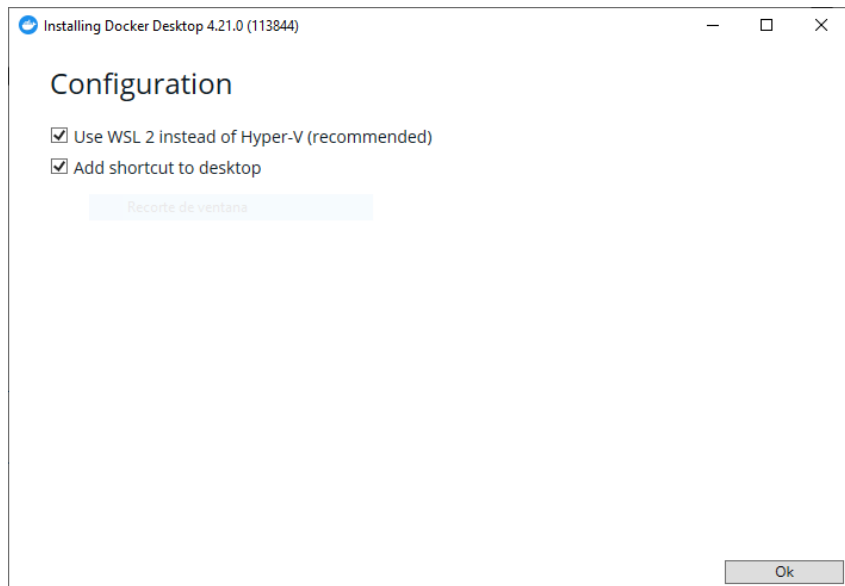 Installing Docker Desktop 4.21.0 (113844)
Configuration
Use WSL 2 instead of Hyper-V (recommended)
Add shortcut to desktop
Recorte de ventana
Ok